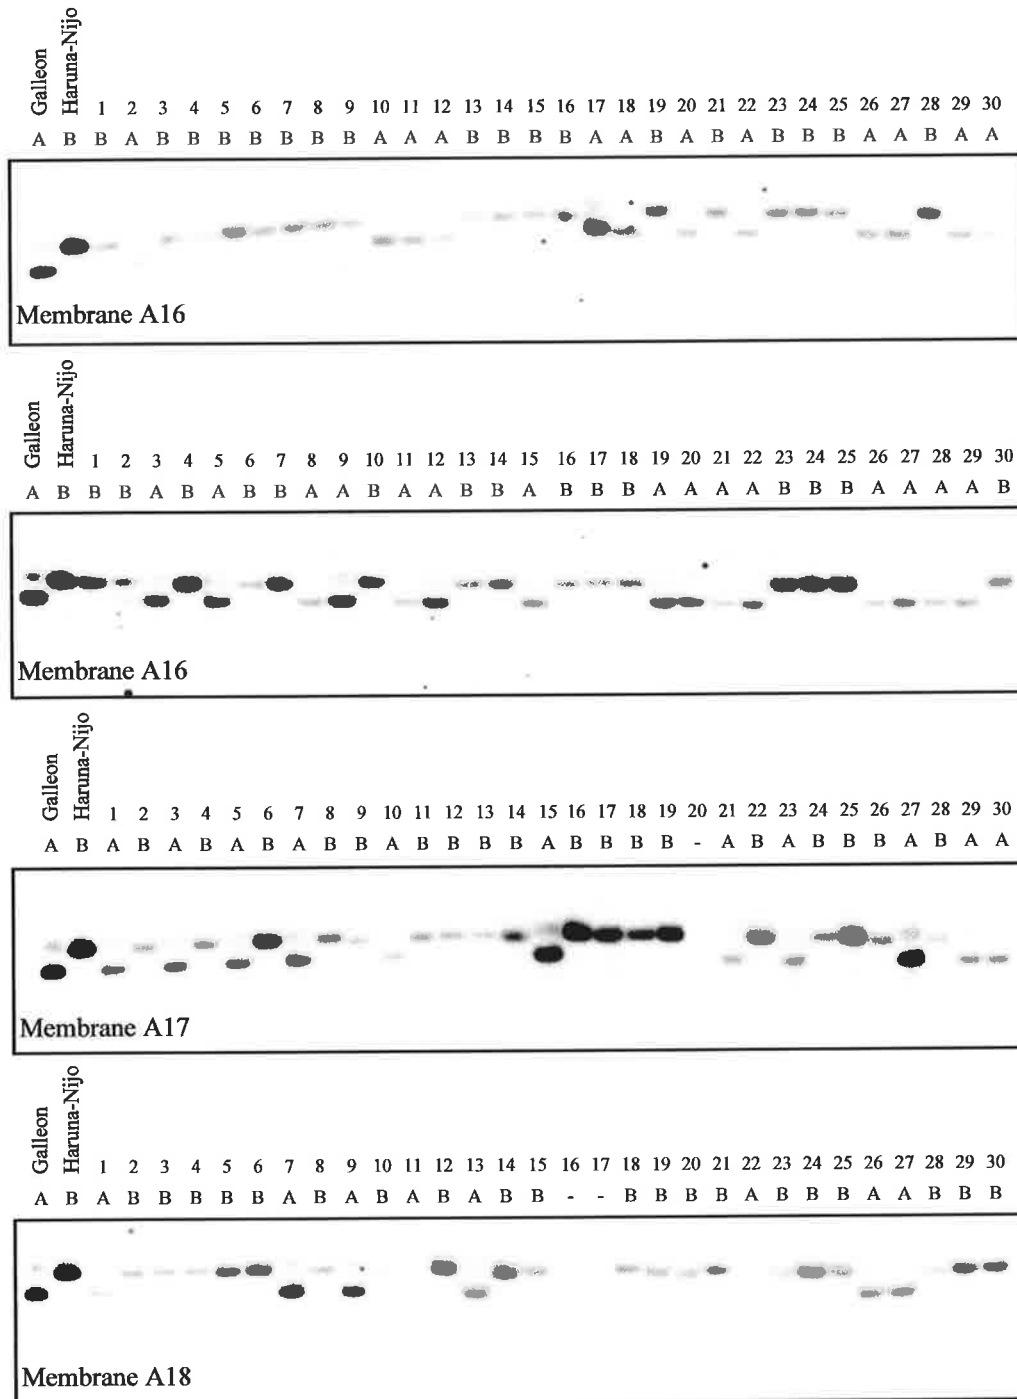 Galleon
Haruna-Nijo
1 2 3 4 5 6 7 8 9 10 11 12 13 14 15 16 17 18 19 20 21 22 23 24 25 26 27 28 29 30
A B B A B B B B B B B A A A B B B B A A B A B A B B B A A B A A
Membrane A16
Galleon
Haruna-Nijo
1 2 3 4 5 6 7 8 9 10 11 12 13 14 15 16 17 18 19 20 21 22 23 24 25 26 27 28 29 30
A B B B A B A B B A A B A A B B A B B B A A A A B B B A A A A B
Membrane A16
Galleon
Haruna-Nijo
1 2 3 4 5 6 7 8 9 10 11 12 13 14 15 16 17 18 19 20 21 22 23 24 25 26 27 28 29 30
A B A B A B A B A B B A B B B B A B B B B - A B A B B B A B A A
Membrane A17
Galleon
Haruna-Nijo
1 2 3 4 5 6 7 8 9 10 11 12 13 14 15 16 17 18 19 20 21 22 23 24 25 26 27 28 29 30
A B A B B B B B A B A B A B A B B - - B B B B A B B B A A B B B
Membrane A18